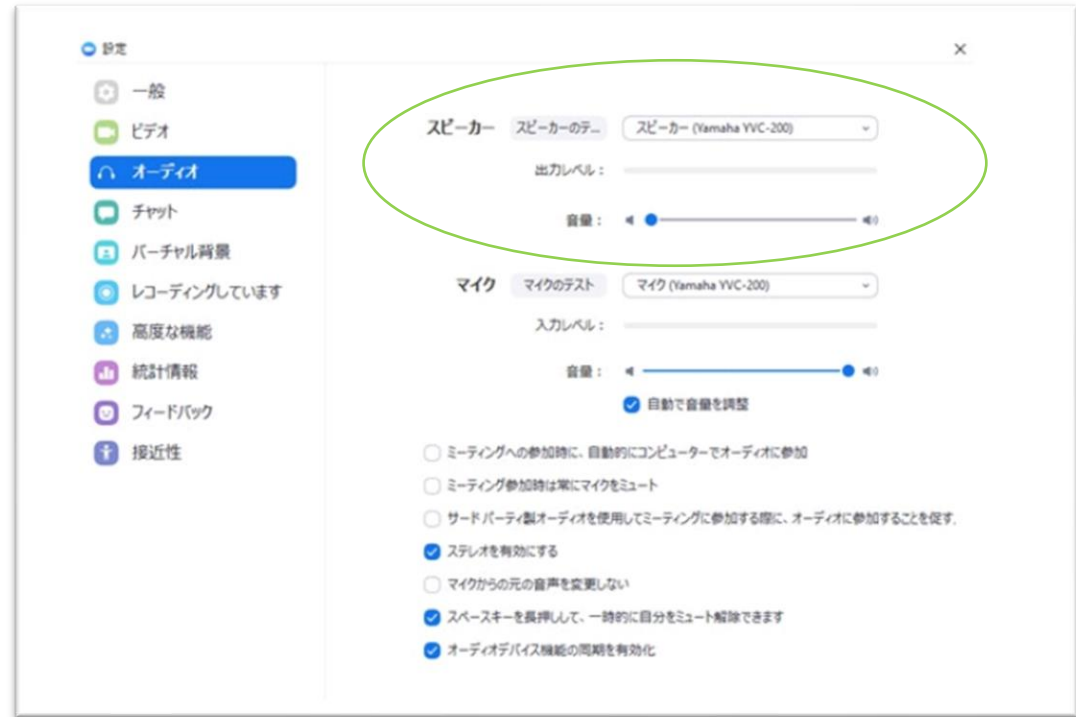 設定
一般
ビデオ
オーディオ
チャット
バーチャル背景
レコーディングしています
高度な機能
統計情報
フィードバック
接近性
スピーカー スピーカーのテ... スピーカー (Yamaha YVC-200)
出力レベル：
音量：
マイク マイクのテスト マイク (Yamaha YVC-200)
入力レベル：
音量：
自動で音量を調整
ミーティングへの参加時に、自動的にコンピューターでオーディオに参加
ミーティング参加時は常にマイクをミュート
サードパーティ製オーディオを使用してミーティングに参加する際に、オーディオに参加することを促す.
ステレオを有効にする
マイクからの元の音声を変更しない
スペースキーを長押しして、一時的に自分をミュート解除できます
オーディオデバイス機能の同期を有効化